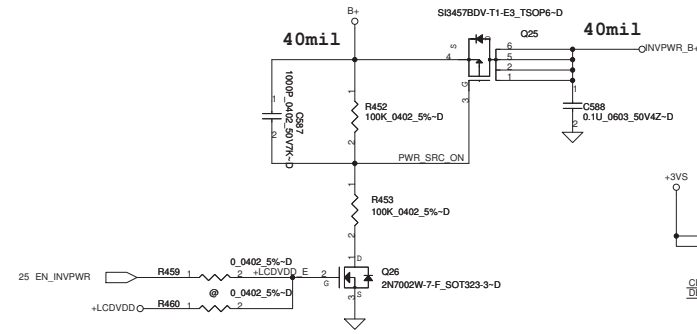 B+
SI3457BDV-T1-E3_TSOP6~D
40mil
Q25
40mil
S
D
G
4
6
5
2
1
3
INVPWR_B+
1
2
C587
1000P_0402_50V7K~D
1
R452
100K_0402_5%~D
2
1
C588
0.1U_0603_50V4Z~D
2
PWR_SRC_ON
+3VS
1
R453
100K_0402_5%~D
2
25 EN_INVPWR
R459
1
0_0402_5%~D
2
+LCDVDD_E
2
G
1
D
3
S
Q26
2N7002W-7-F_SOT323-3~D
@
+LCDVDD
R460
1
0_0402_5%~D
2